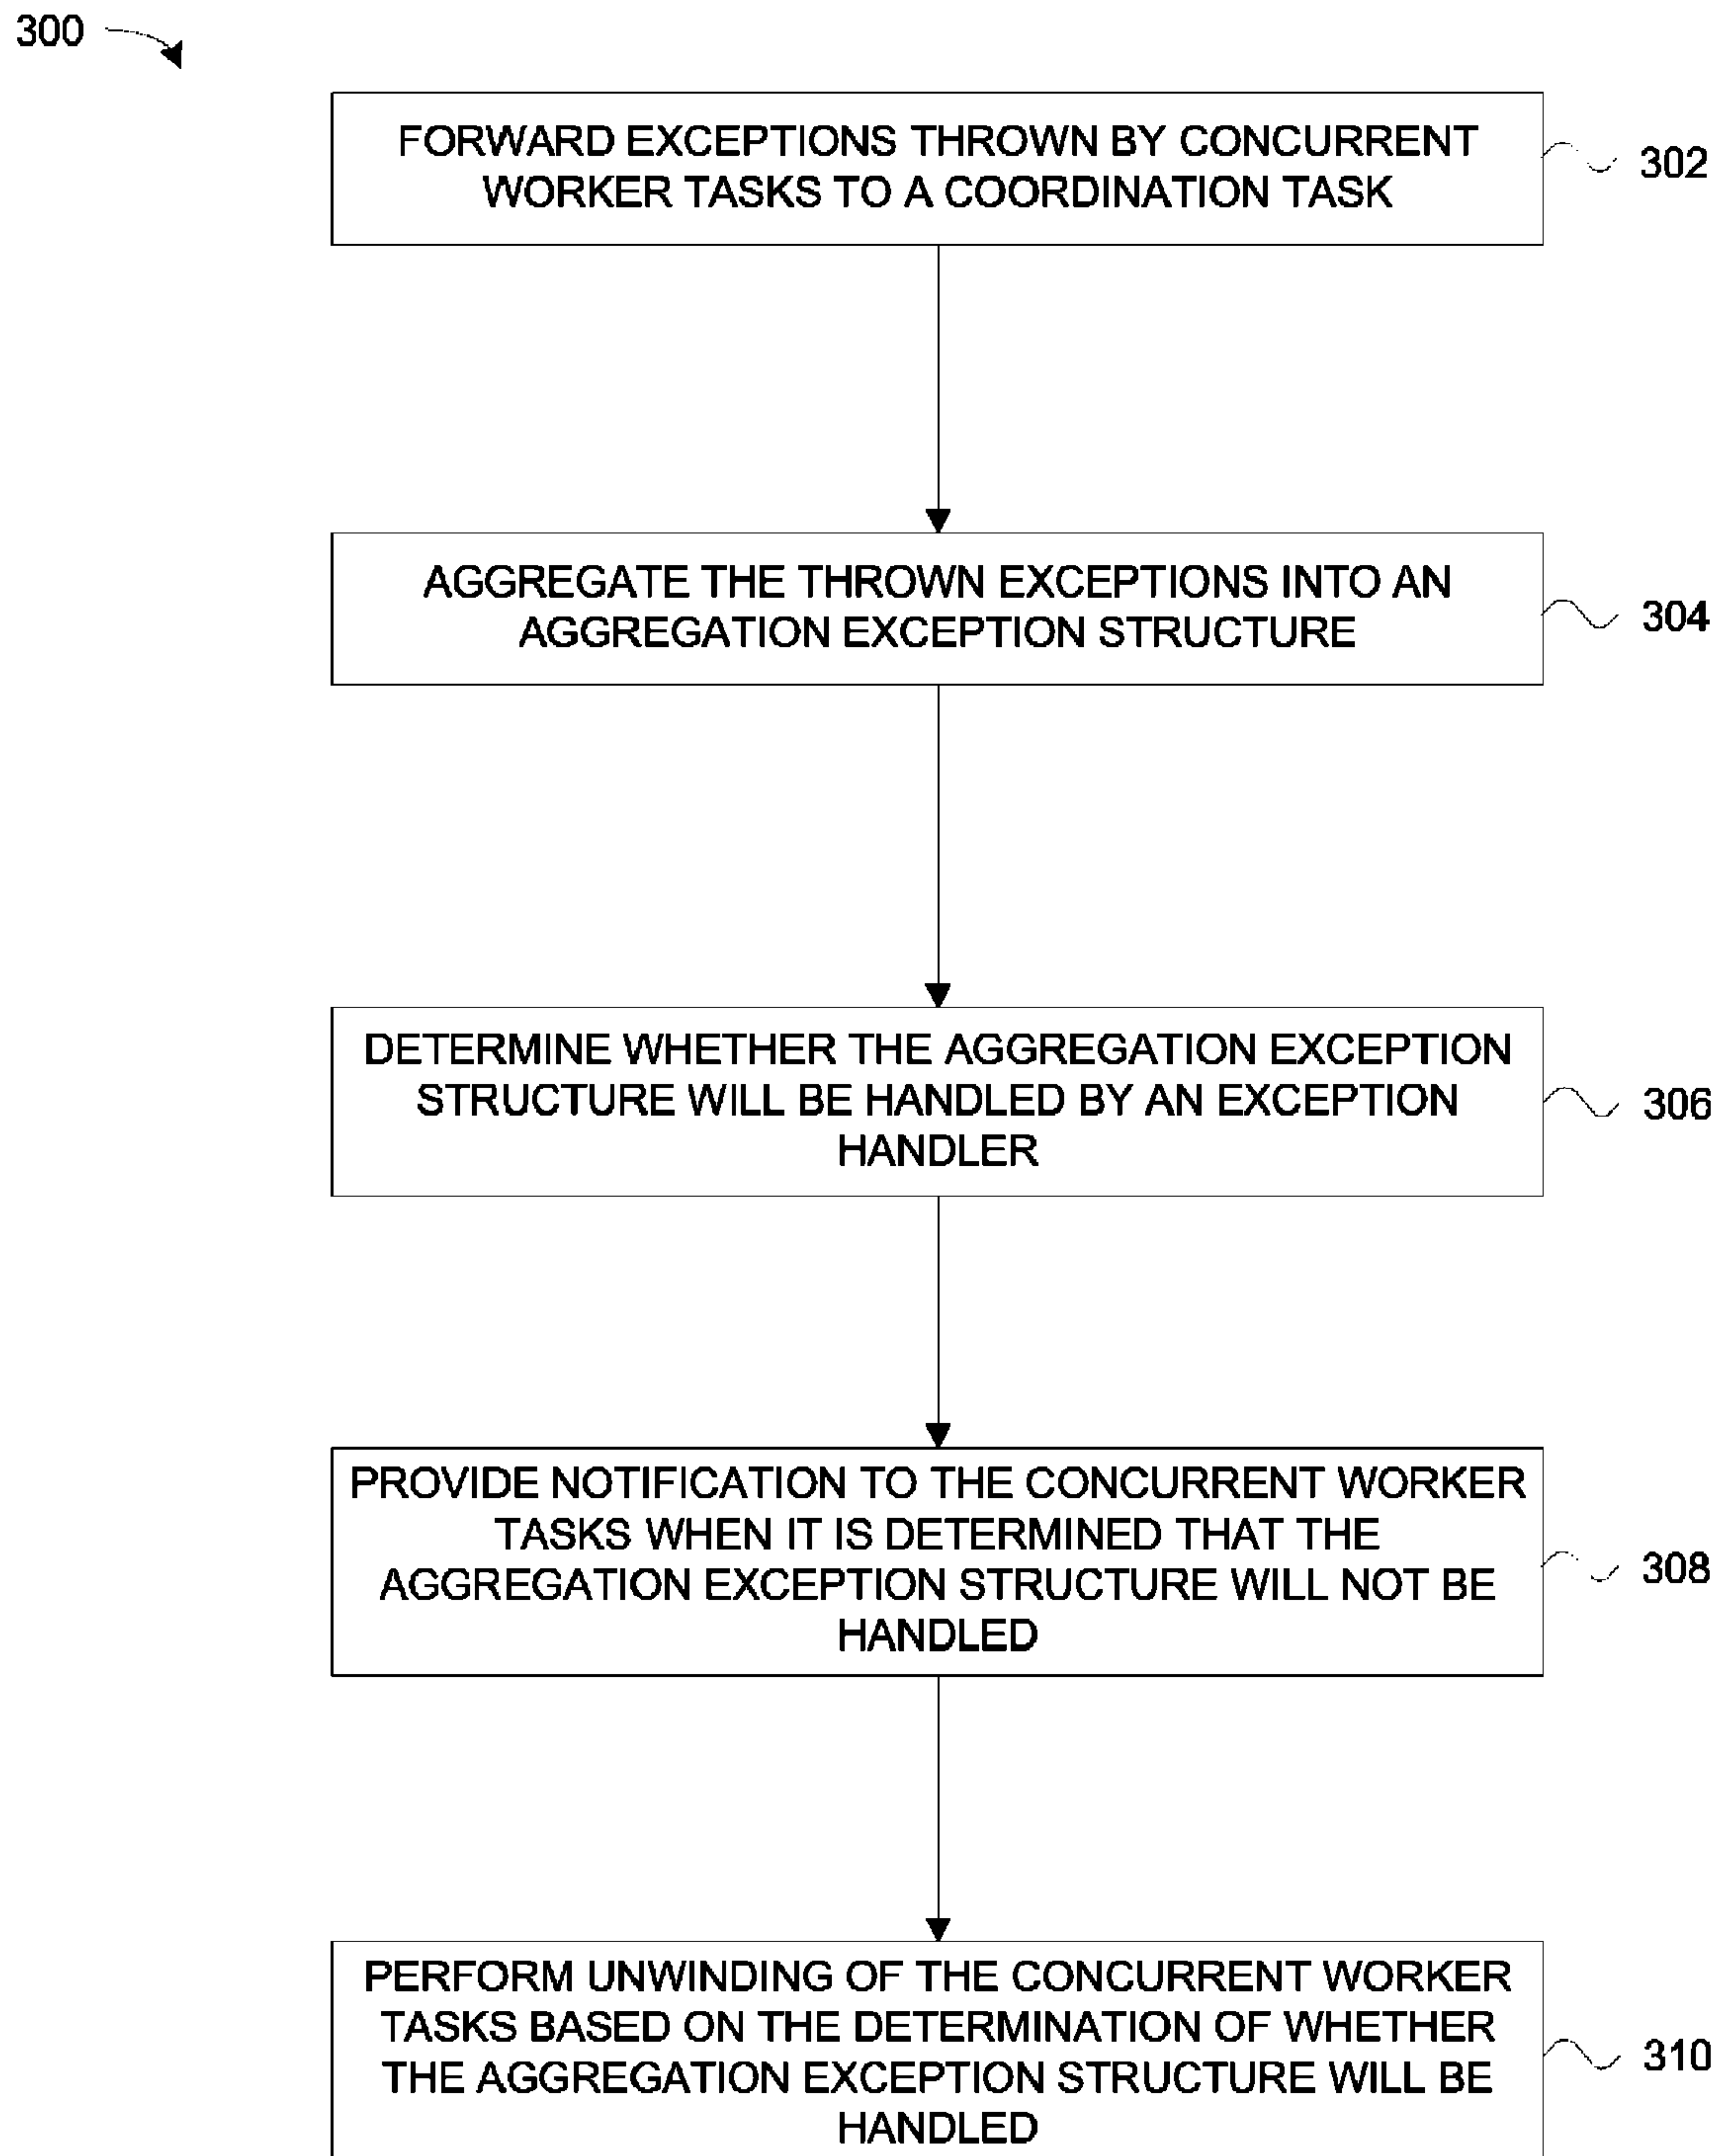 300
FORWARD EXCEPTIONS THROWN BY CONCURRENT
WORKER TASKS TO A COORDINATION TASK
302
AGGREGATE THE THROWN EXCEPTIONS INTO AN
AGGREGATION EXCEPTION STRUCTURE
304
DETERMINE WHETHER THE AGGREGATION EXCEPTION
STRUCTURE WILL BE HANDLED BY AN EXCEPTION
HANDLER
306
PROVIDE NOTIFICATION TO THE CONCURRENT WORKER
TASKS WHEN IT IS DETERMINED THAT THE
AGGREGATION EXCEPTION STRUCTURE WILL NOT BE
HANDLED
308
PERFORM UNWINDING OF THE CONCURRENT WORKER
TASKS BASED ON THE DETERMINATION OF WHETHER
THE AGGREGATION EXCEPTION STRUCTURE WILL BE
HANDLED
310